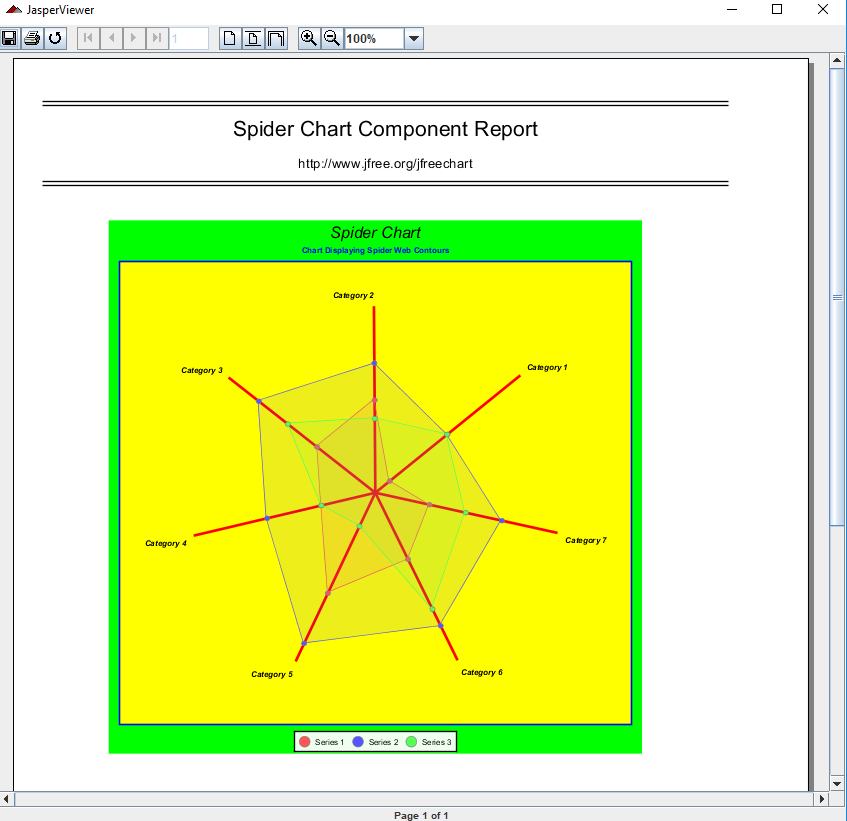 JasperViewer
1
100%
Spider Chart Component Report
http://www.jfree.org/jfreechart
Spider Chart
Chart Displaying Spider Web Contours
Category 2
Category 1
Category 3
Category 4
Category 7
Category 5
Category 6
Series 1 Series 2 Series 3
Page 1 of 1